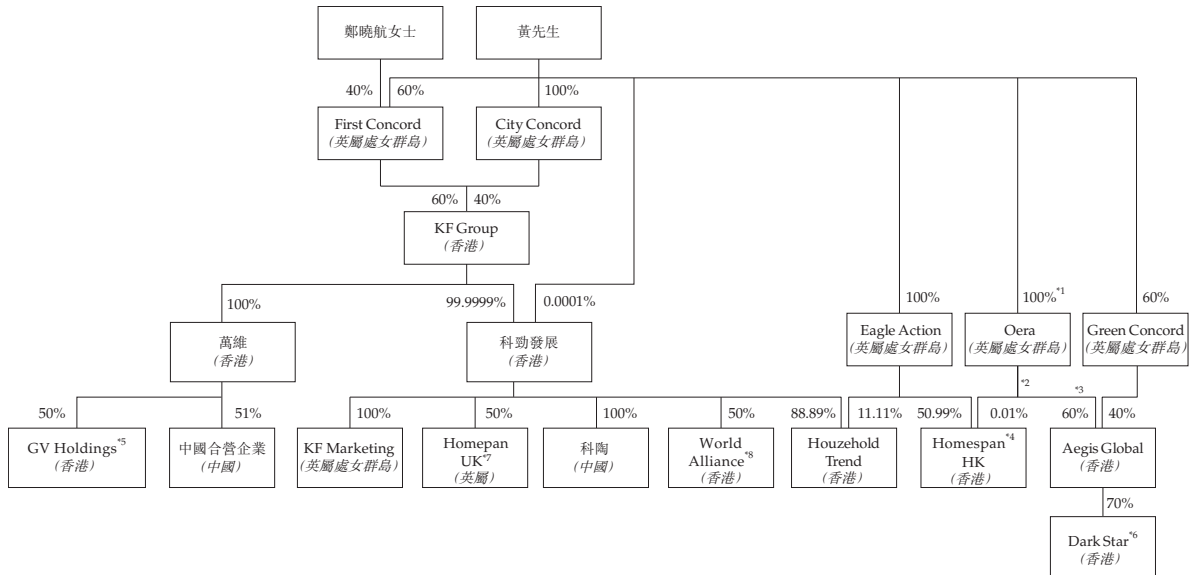 鄭曉航女士
黃先生
40%
60%
100%
First Concord
(英屬處女群島)
City Concord
(英屬處女群島)
60%
40%
KF Group
(香港)
100%
99.9999%
0.0001%
100%
100%*1
60%
萬維
(香港)
科勁發展
(香港)
Eagle Action
(英屬處女群島)
Oera
(英屬處女群島)
Green Concord
(英屬處女群島)
*2
*3
50%
51%
100%
50%
100%
50%
88.89%
11.11%
50.99%
0.01%
60%
40%
GV Holdings*5
(香港)
中國合營企業
(中國)
KF Marketing
(英屬處女群島)
Homepan
UK*7
(英屬)
科陶
(中國)
World
Alliance*8
(香港)
Houzehold
Trend
(香港)
Homespan*4
HK
(香港)
Aegis Global
(香港)
70%
Dark Star*6
(香港)